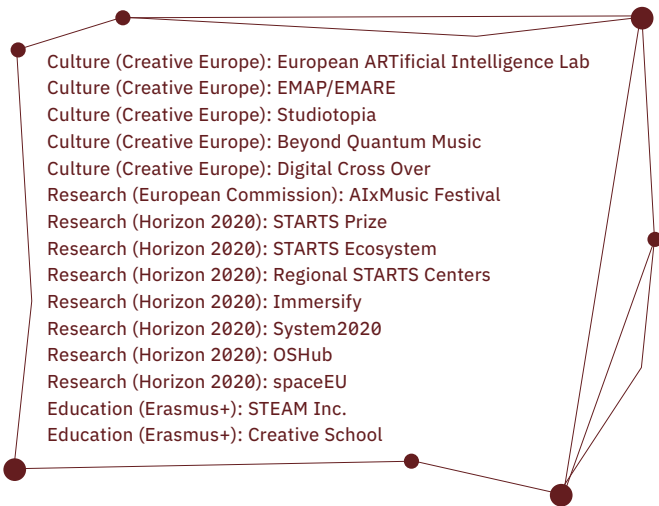 Culture (Creative Europe): European ARTificial Intelligence Lab
Culture (Creative Europe): EMAP/EMARE
Culture (Creative Europe): Studiotopia
Culture (Creative Europe): Beyond Quantum Music
Culture (Creative Europe): Digital Cross Over
Research (European Commission): AIxMusic Festival
Research (Horizon 2020): STARTS Prize
Research (Horizon 2020): STARTS Ecosystem
Research (Horizon 2020): Regional STARTS Centers
Research (Horizon 2020): Immersify
Research (Horizon 2020): System2020
Research (Horizon 2020): OSHub
Research (Horizon 2020): spaceEU
Education (Erasmus+): STEAM Inc.
Education (Erasmus+): Creative School